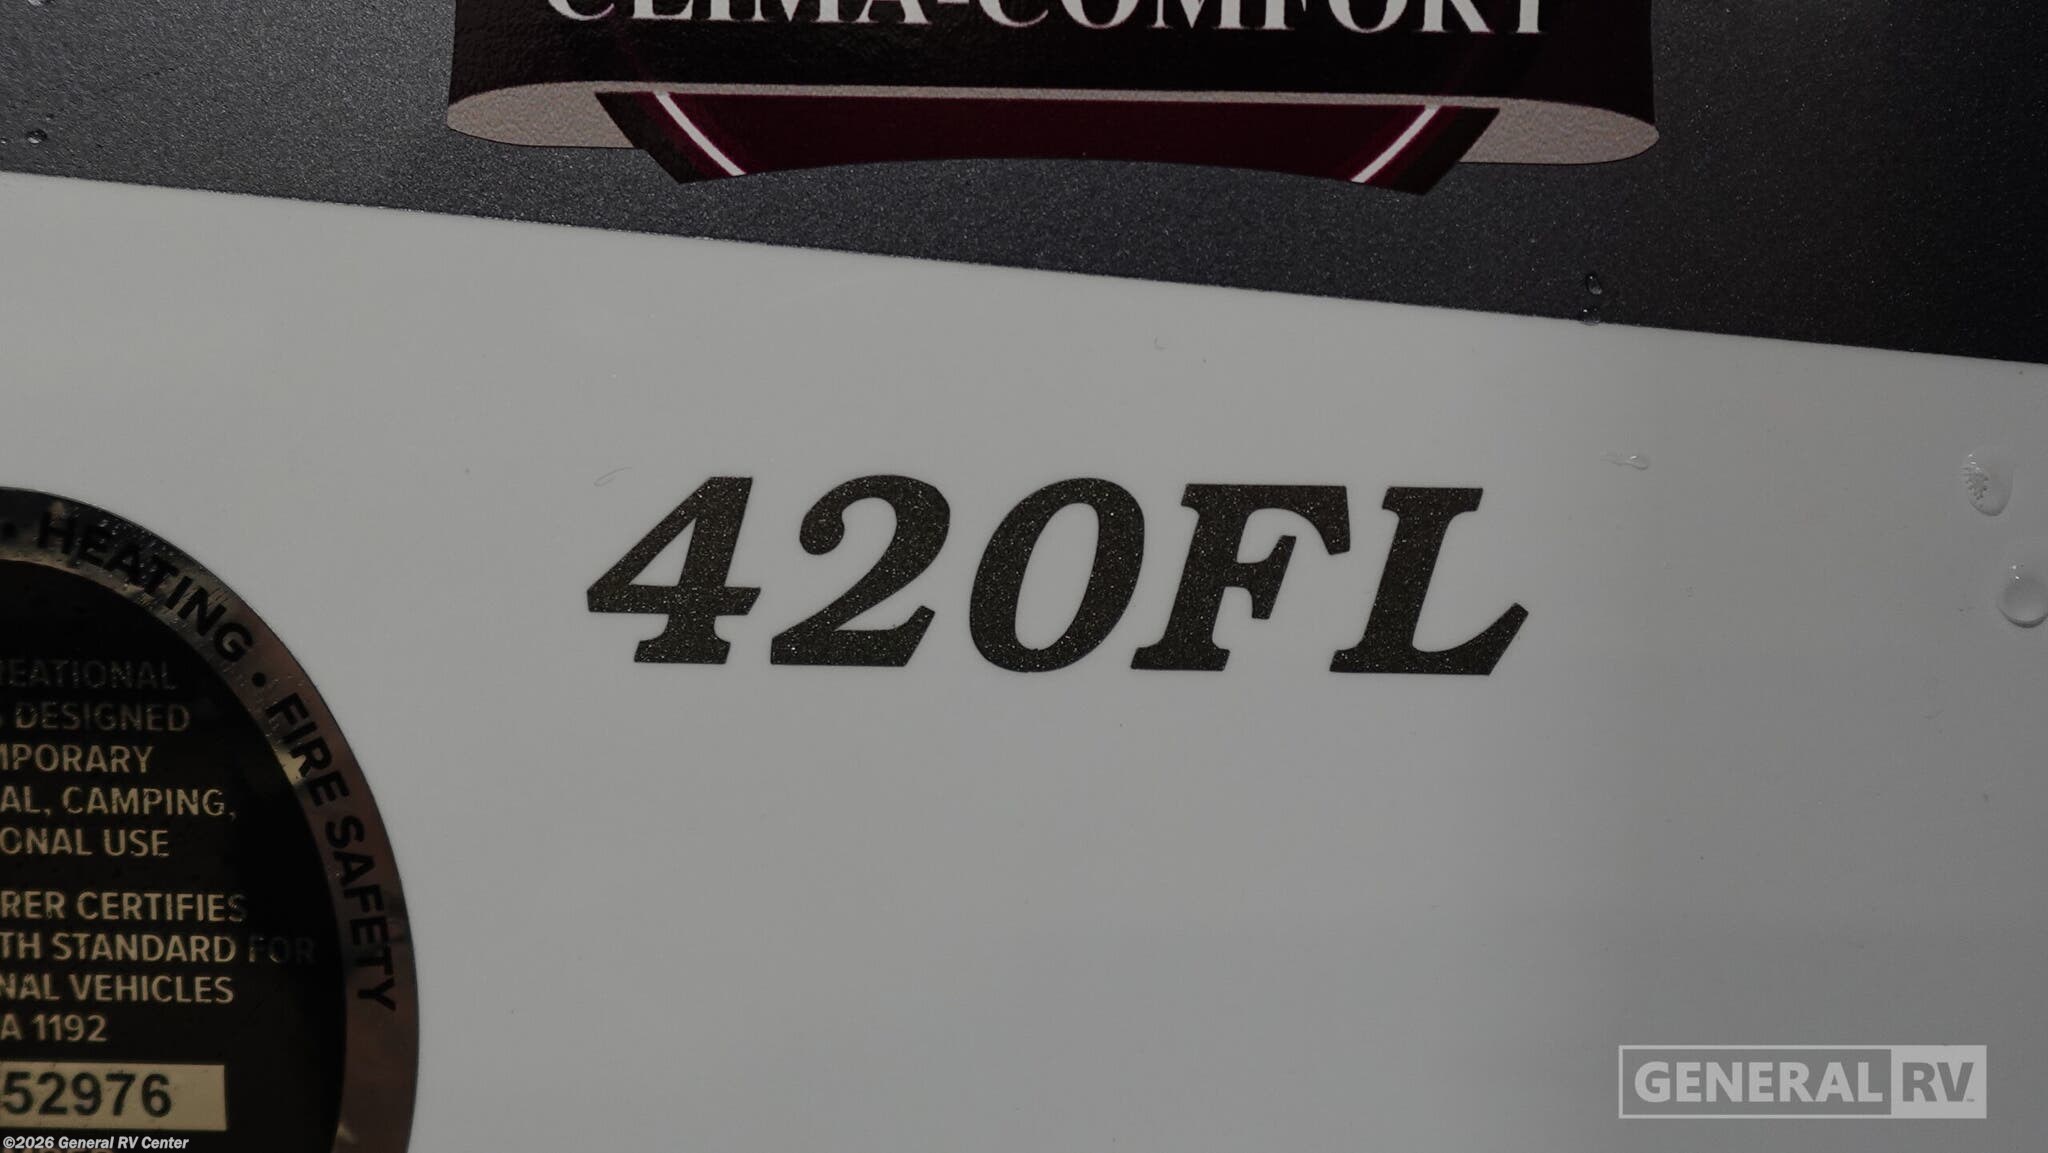 CLIMA-COMFORT
420FL
HEATING • FIRE SAFETY
EATIONAL
DESIGNED
MPORARY
AL, CAMPING,
ONAL USE
RER CERTIFIES
TH STANDARD FOR
NAL VEHICLES
A 1192
52976
GENERAL RV
©2026 General RV Center